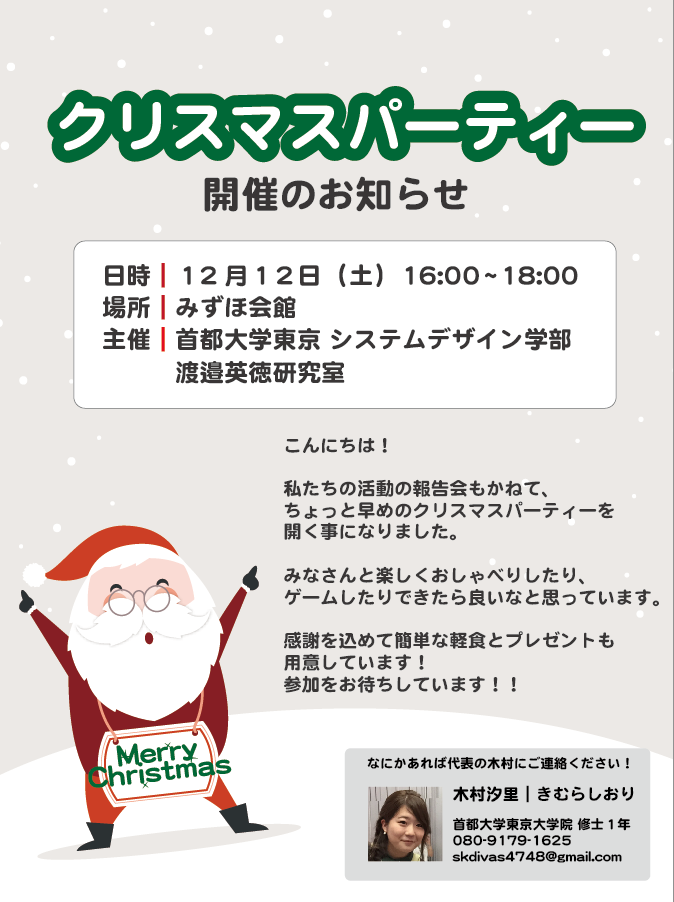 クリスマスパーティー
開催のお知らせ
日時｜１２月１２日（土）16:00~18:00
場所｜みずほ会館
主催｜首都大学東京 システムデザイン学部
渡邉英徳研究室
こんにちは！
私たちの活動の報告会もかねて、
ちょっと早めのクリスマスパーティーを
開く事になりました。
みなさんと楽しくおしゃべりしたり、
ゲームしたりできたら良いなと思っています。
感謝を込めて簡単な軽食とプレゼントも
用意しています！
参加をお待ちしています！！
Merry
Christmas
なにかあれば代表の木村にご連絡ください！
木村汐里｜きむらしおり
首都大学東京大学院 修士１年
080-9179-1625
skdivas4748@gmail.com